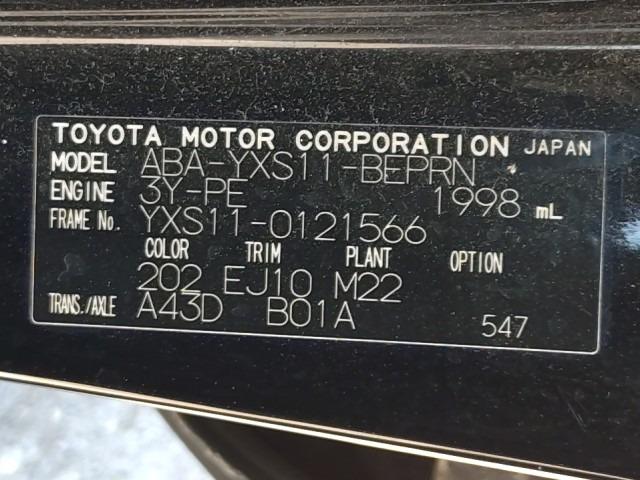 TOYOTA MOTOR CORPORATION JAPAN
MODEL ABA-YXS11-BEPRN
ENGINE 3Y-PE 1998 mL
FRAME No. YXS11-0121566
COLOR TRIM PLANT OPTION
202 EJ10 M22
TRANS./AXLE A43D B01A 547